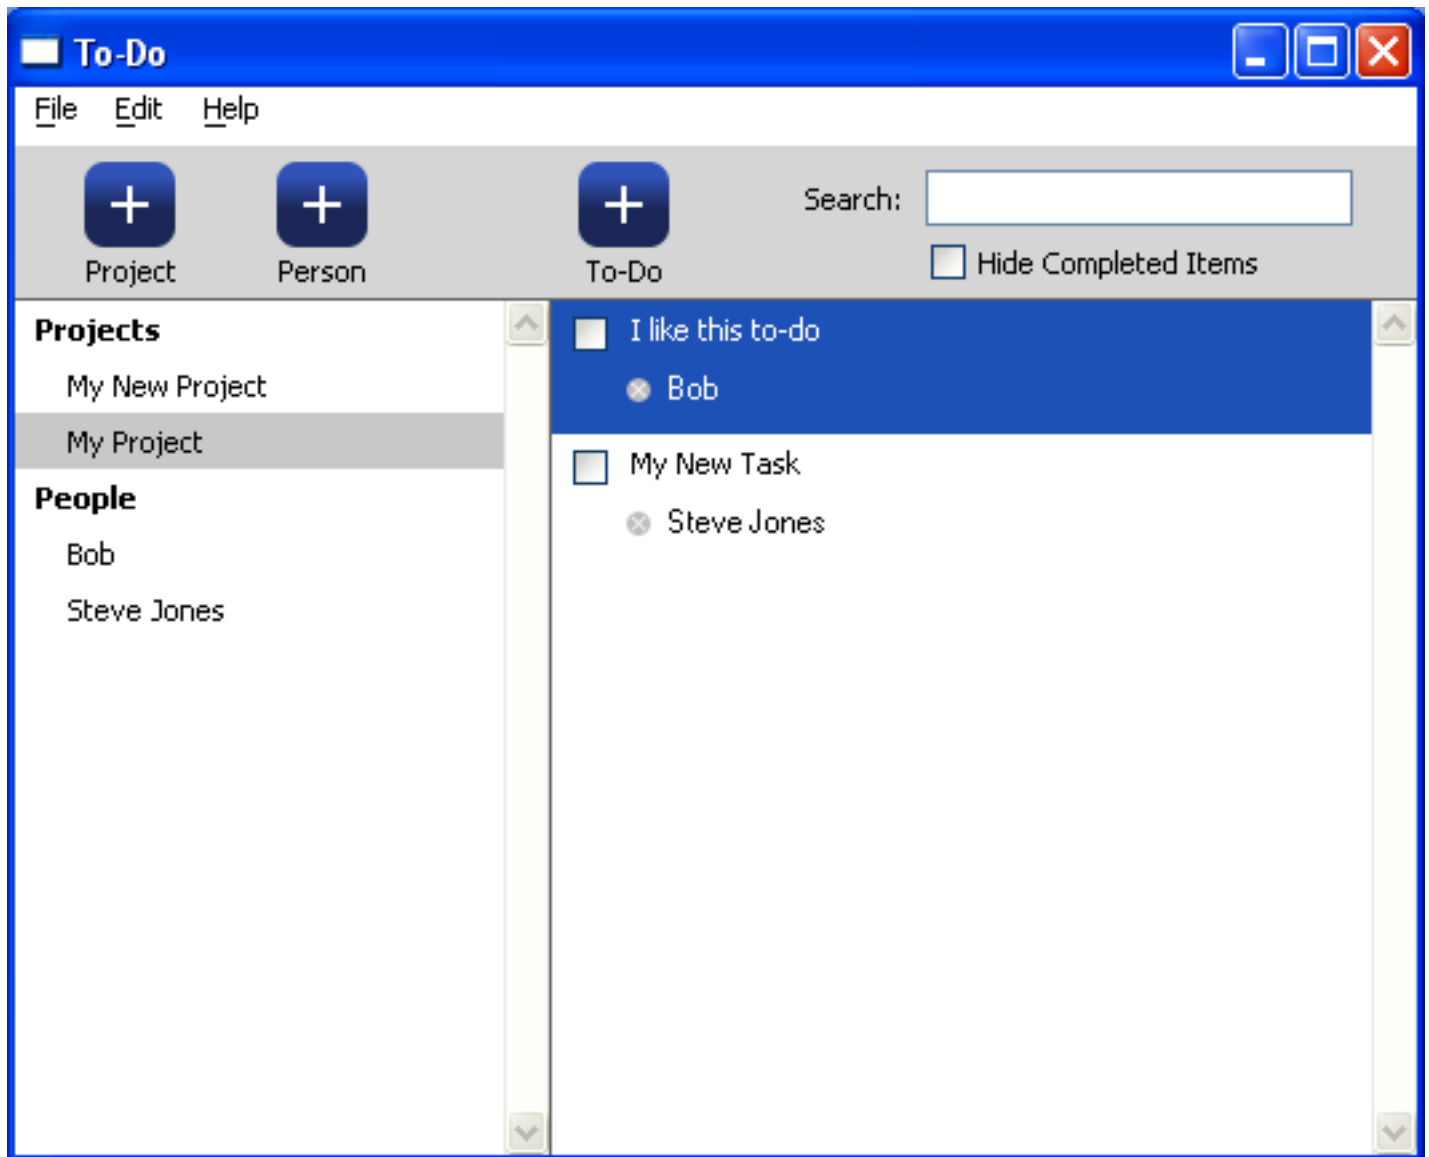 To-Do
File Edit Help
Search:
Project Person To-Do Hide Completed Items
Projects
My New Project
My Project
People
Bob
Steve Jones
I like this to-do
Bob
My New Task
Steve Jones